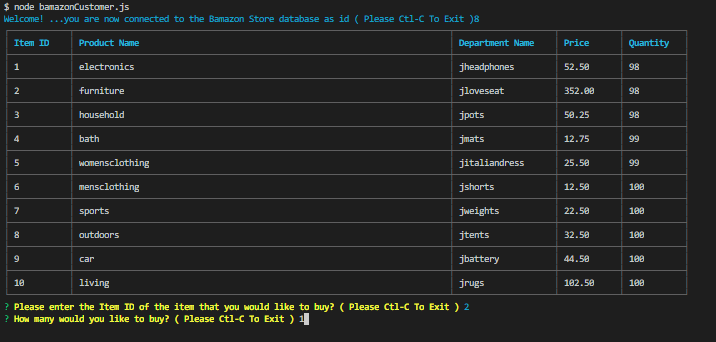 $ node bamazonCustomer.js
Welcome! ...you are now connected to the Bamazon Store database as id ( Please Ctl-C To Exit )8
Item ID Product Name Department Name Price Quantity
1 electronics jheadphones 52.50 98
2 furniture jloveseat 352.00 98
3 household jpots 50.25 98
4 bath jmats 12.75 99
5 womensclothing jitaliandress 25.50 99
6 mensclothing jshorts 12.50 100
7 sports jweights 22.50 100
8 outdoors jtents 32.50 100
9 car jbattery 44.50 100
10 living jrugs 102.50 100
? Please enter the Item ID of the item that you would like to buy? ( Please Ctl-C To Exit ) 2
? How many would you like to buy? ( Please Ctl-C To Exit ) 1